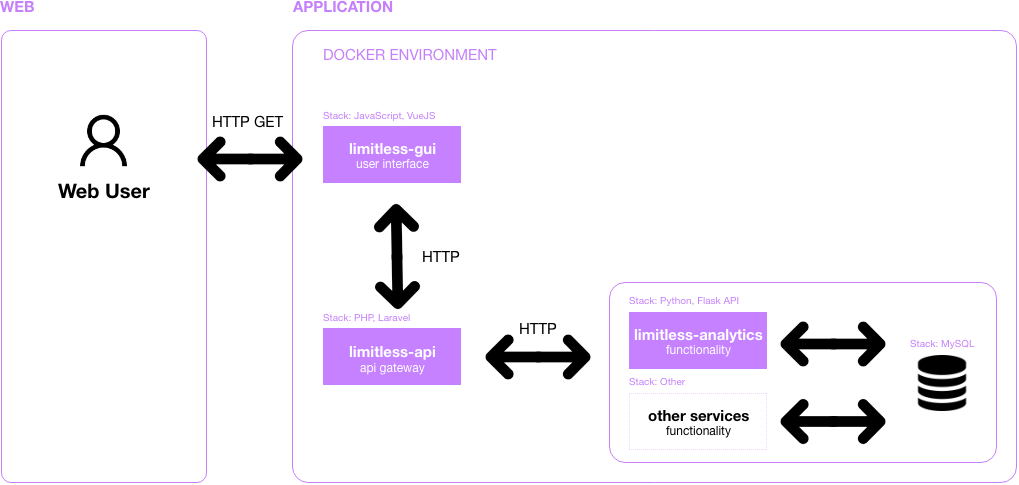 WEB
APPLICATION
DOCKER ENVIRONMENT
Stack: JavaScript, VueJS
HTTP GET
limitless-gui
user interface
Web User
HTTP
Stack: PHP, Laravel
limitless-api
api gateway
HTTP
Stack: Python, Flask API
limitless-analytics
functionality
Stack: MySQL
Stack: Other
other services
functionality